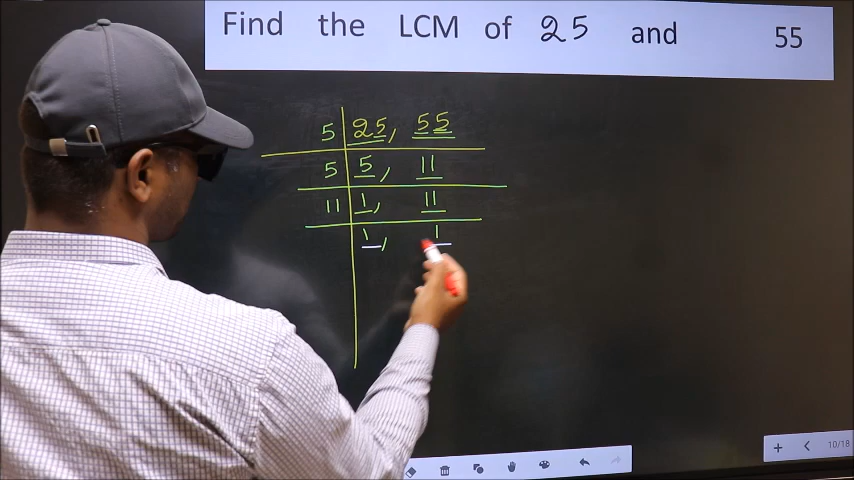 Find the LCM of 25 and 55
5 25, 55
5 5, 11
11 1, 11
1, 1
10/18